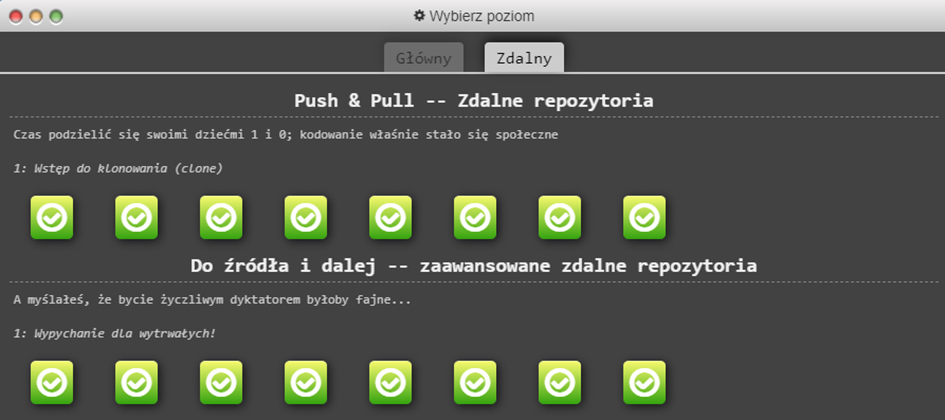 Wybierz poziom
Główny Zdalny
Push & Pull -- Zdalne repozytoria
Czas podzielić się swoimi dziećmi 1 i 0; kodowanie właśnie stało się społeczne
1: Wstęp do klonowania (clone)
Do źródła i dalej -- zaawansowane zdalne repozytoria
A myślałeś, że bycie życzliwym dyktatorem byłoby fajne...
1: Wypychanie dla wytrwałych!